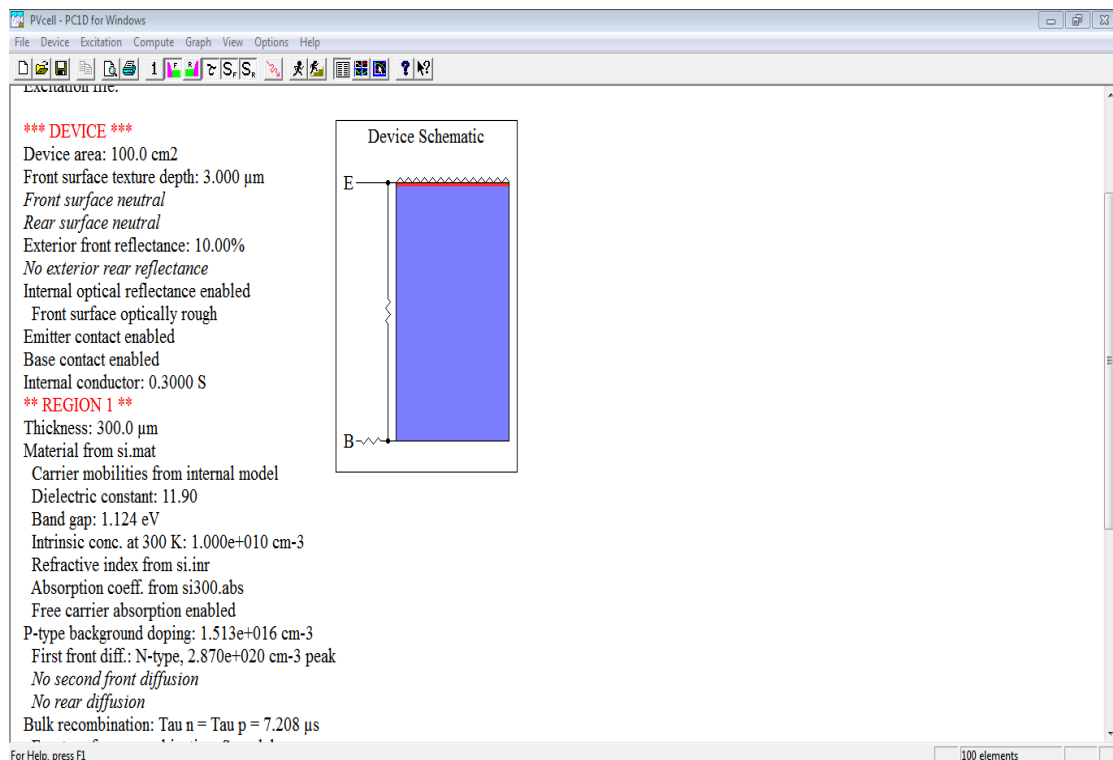 PVcell - PC1D for Windows
File Device Excitation Compute Graph View Options Help
1 F R τ SF SR
Excitation file:
*** DEVICE ***
Device area: 100.0 cm2
Front surface texture depth: 3.000 µm
Front surface neutral
Rear surface neutral
Exterior front reflectance: 10.00%
No exterior rear reflectance
Internal optical reflectance enabled
Front surface optically rough
Emitter contact enabled
Base contact enabled
Internal conductor: 0.3000 S
** REGION 1 **
Thickness: 300.0 µm
Material from si.mat
Carrier mobilities from internal model
Dielectric constant: 11.90
Band gap: 1.124 eV
Intrinsic conc. at 300 K: 1.000e+010 cm-3
Refractive index from si.inr
Absorption coeff. from si300.abs
Free carrier absorption enabled
P-type background doping: 1.513e+016 cm-3
First front diff.: N-type, 2.870e+020 cm-3 peak
No second front diffusion
No rear diffusion
Bulk recombination: Tau n = Tau p = 7.208 µs
Device Schematic
E
B
For Help, press F1
100 elements